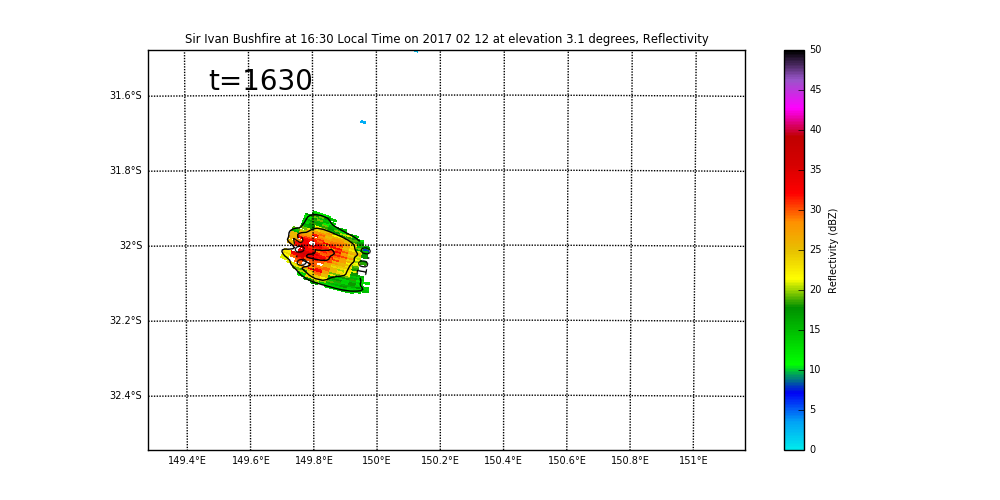 Sir Ivan Bushfire at 16:30 Local Time on 2017 02 12 at elevation 3.1 degrees, Reflectivity
t=1630
31.6°S
31.8°S
32°S
32.2°S
32.4°S
149.4°E 149.6°E 149.8°E 150°E 150.2°E 150.4°E 150.6°E 150.8°E 151°E
50
45
40
35
30
25
20
15
10
5
0
Reflectivity (dBZ)